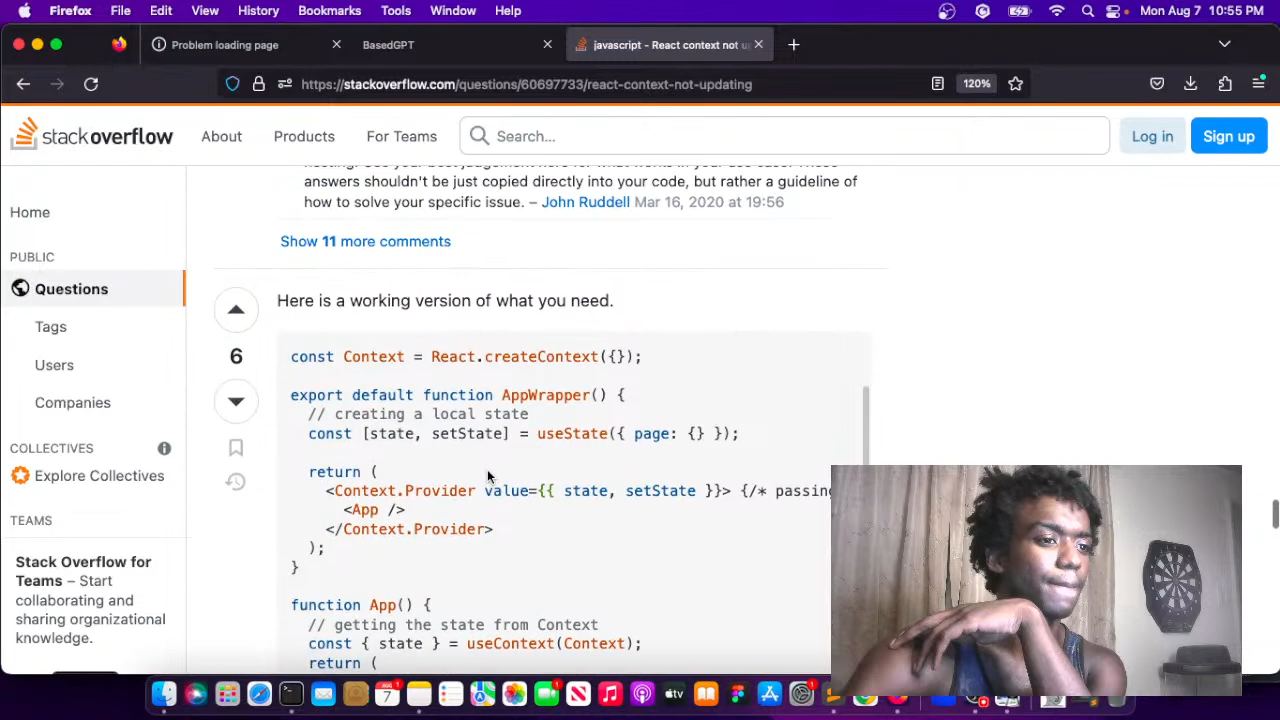 Firefox File Edit View History Bookmarks Tools Window Help Mon Aug 7 10:55 PM
Problem loading page BasedGPT javascript - React context not u
https://stackoverflow.com/questions/60697733/react-context-not-updating 120%
stackoverflow About Products For Teams Search... Log in Sign up
answers shouldn't be just copied directly into your code, but rather a guideline of
how to solve your specific issue. – John Ruddell Mar 16, 2020 at 19:56
Show 11 more comments
Home
PUBLIC
Questions
Tags
Users
Companies
COLLECTIVES
Explore Collectives
TEAMS
Stack Overflow for
Teams – Start
collaborating and
sharing organizational
knowledge.
6
Here is a working version of what you need.
const Context = React.createContext({});
export default function AppWrapper() {
// creating a local state
const [state, setState] = useState({ page: {} });
return (
<Context.Provider value={{ state, setState }}> {/* passing
<App />
</Context.Provider>
);
}
function App() {
// getting the state from Context
const { state } = useContext(Context);
return (